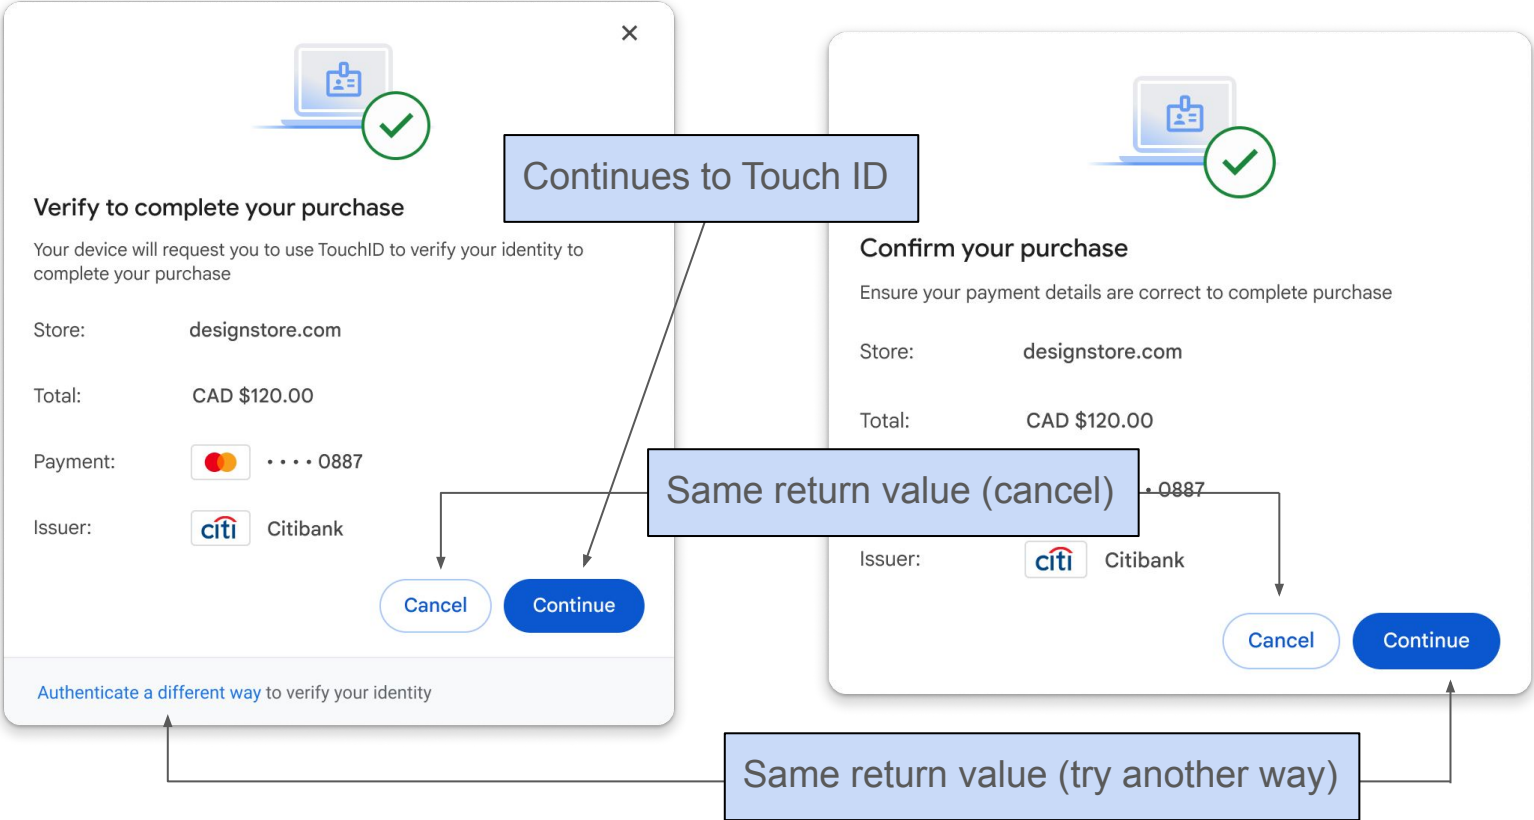 Verify to complete your purchase
Your device will request you to use TouchID to verify your identity to
complete your purchase
Store: designstore.com
Total: CAD $120.00
Payment: •••• 0887
Issuer: citi Citibank
Cancel Continue
Authenticate a different way to verify your identity
Continues to Touch ID
Same return value (cancel)
Same return value (try another way)
Confirm your purchase
Ensure your payment details are correct to complete purchase
Store: designstore.com
Total: CAD $120.00
• 0887
Issuer: citi Citibank
Cancel Continue